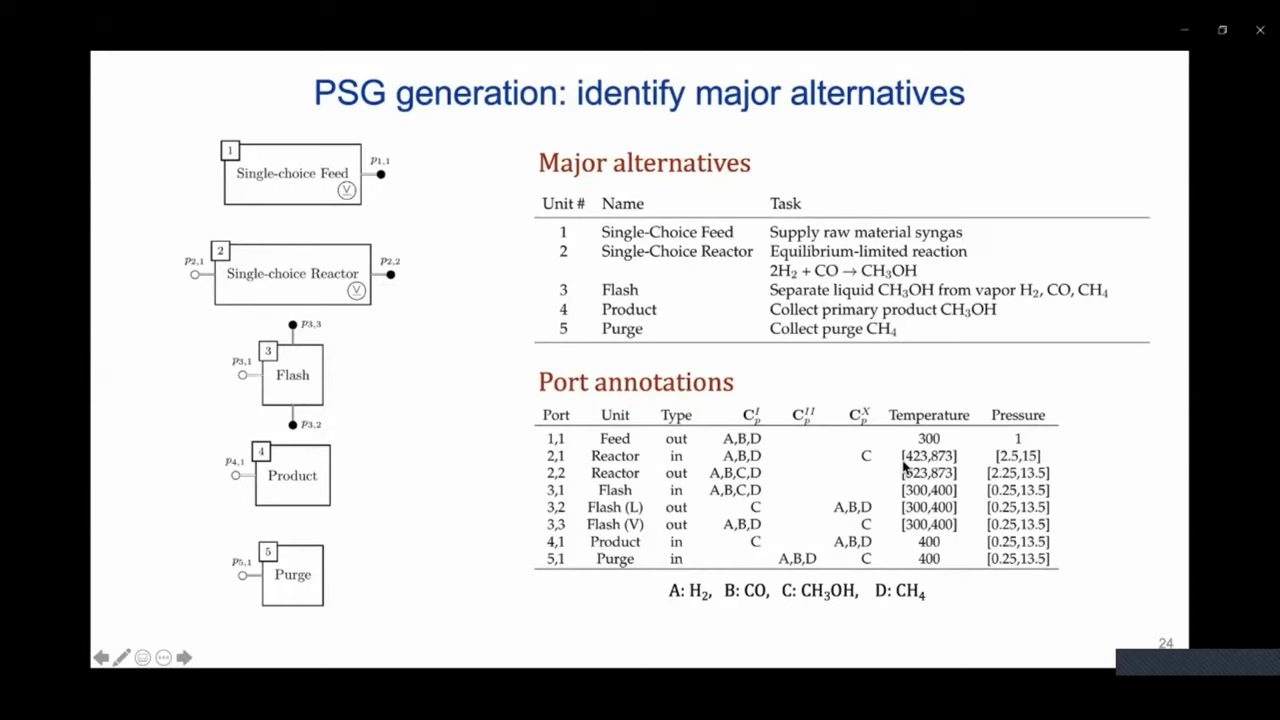 PSG generation: identify major alternatives
1
Single-choice Feed
V
p1,1
2
p2,1
Single-choice Reactor
V
p2,2
p3,3
3
p3,1
Flash
p3,2
4
p4,1
Product
5
p5,1
Purge
Major alternatives
Unit # Name Task
1 Single-Choice Feed Supply raw material syngas
2 Single-Choice Reactor Equilibrium-limited reaction
2H₂ + CO → CH₃OH
3 Flash Separate liquid CH₃OH from vapor H₂, CO, CH₄
4 Product Collect primary product CH₃OH
5 Purge Collect purge CH₄
Port annotations
Port Unit Type C_p^I C_p^II C_p^X Temperature Pressure
1,1 Feed out A,B,D 300 1
2,1 Reactor in A,B,D C [423,873] [2.5,15]
2,2 Reactor out A,B,C,D [523,873] [2.25,13.5]
3,1 Flash in A,B,C,D [300,400] [0.25,13.5]
3,2 Flash (L) out C A,B,D [300,400] [0.25,13.5]
3,3 Flash (V) out A,B,D C [300,400] [0.25,13.5]
4,1 Product in C A,B,D 400 [0.25,13.5]
5,1 Purge in A,B,D C 400 [0.25,13.5]
A: H₂, B: CO, C: CH₃OH, D: CH₄
24